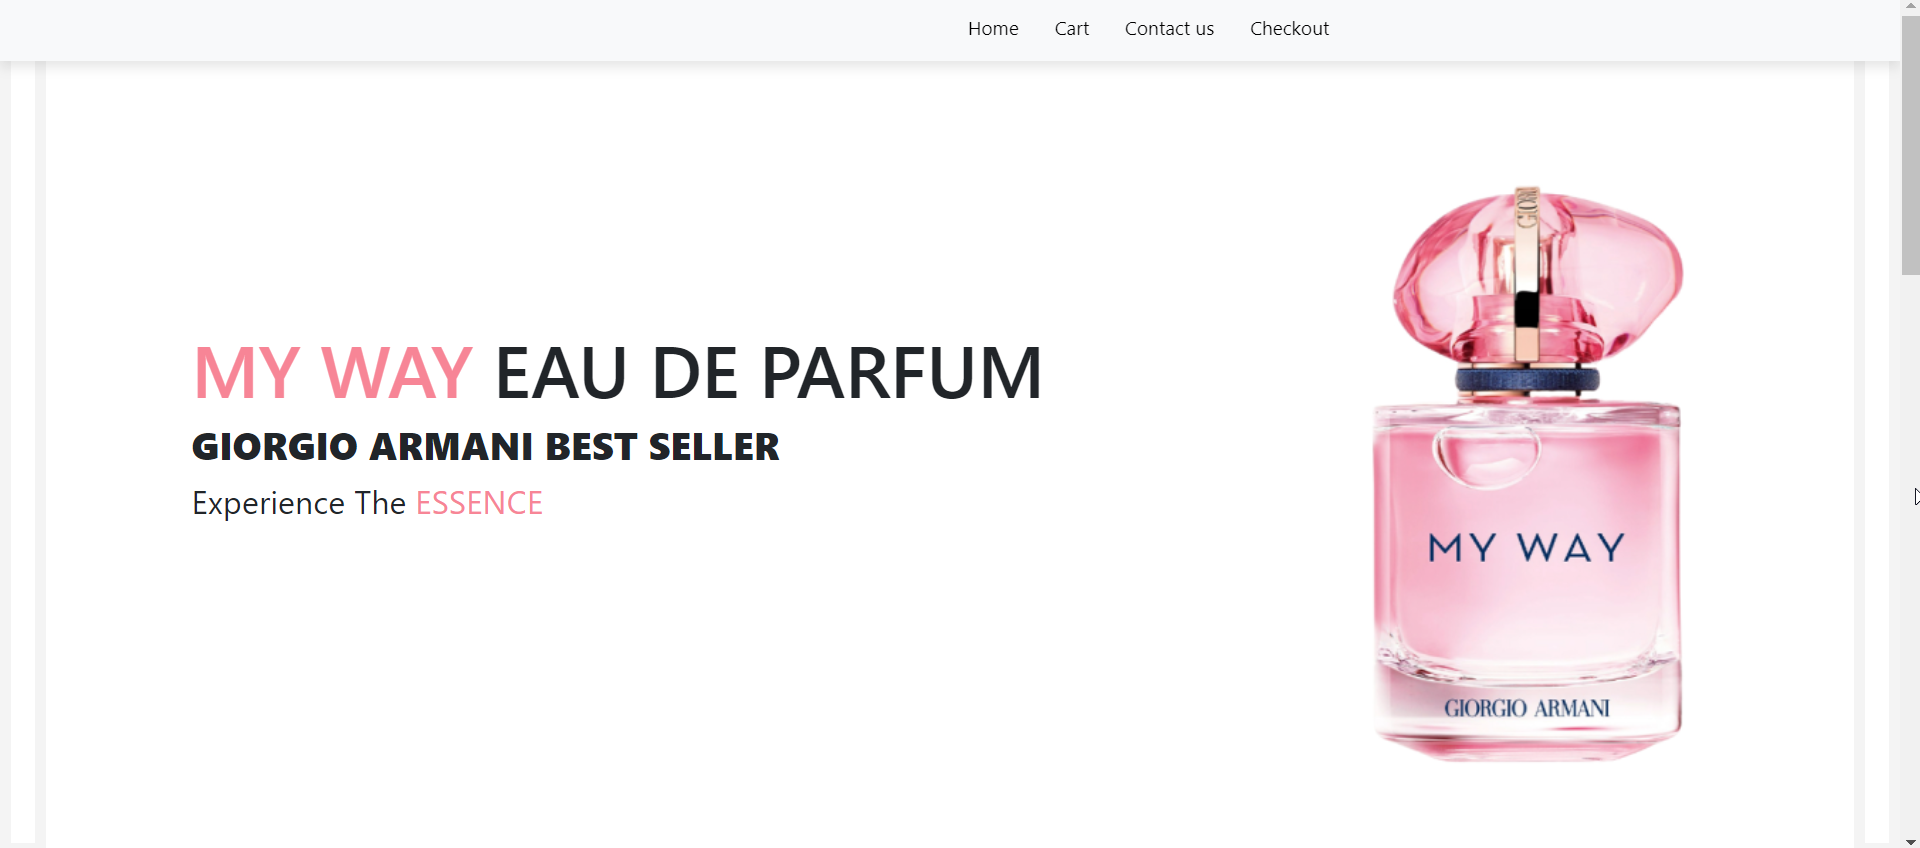 Home Cart Contact us Checkout
MY WAY EAU DE PARFUM
GIORGIO ARMANI BEST SELLER
Experience The ESSENCE
MY WAY
GIORGIO ARMANI